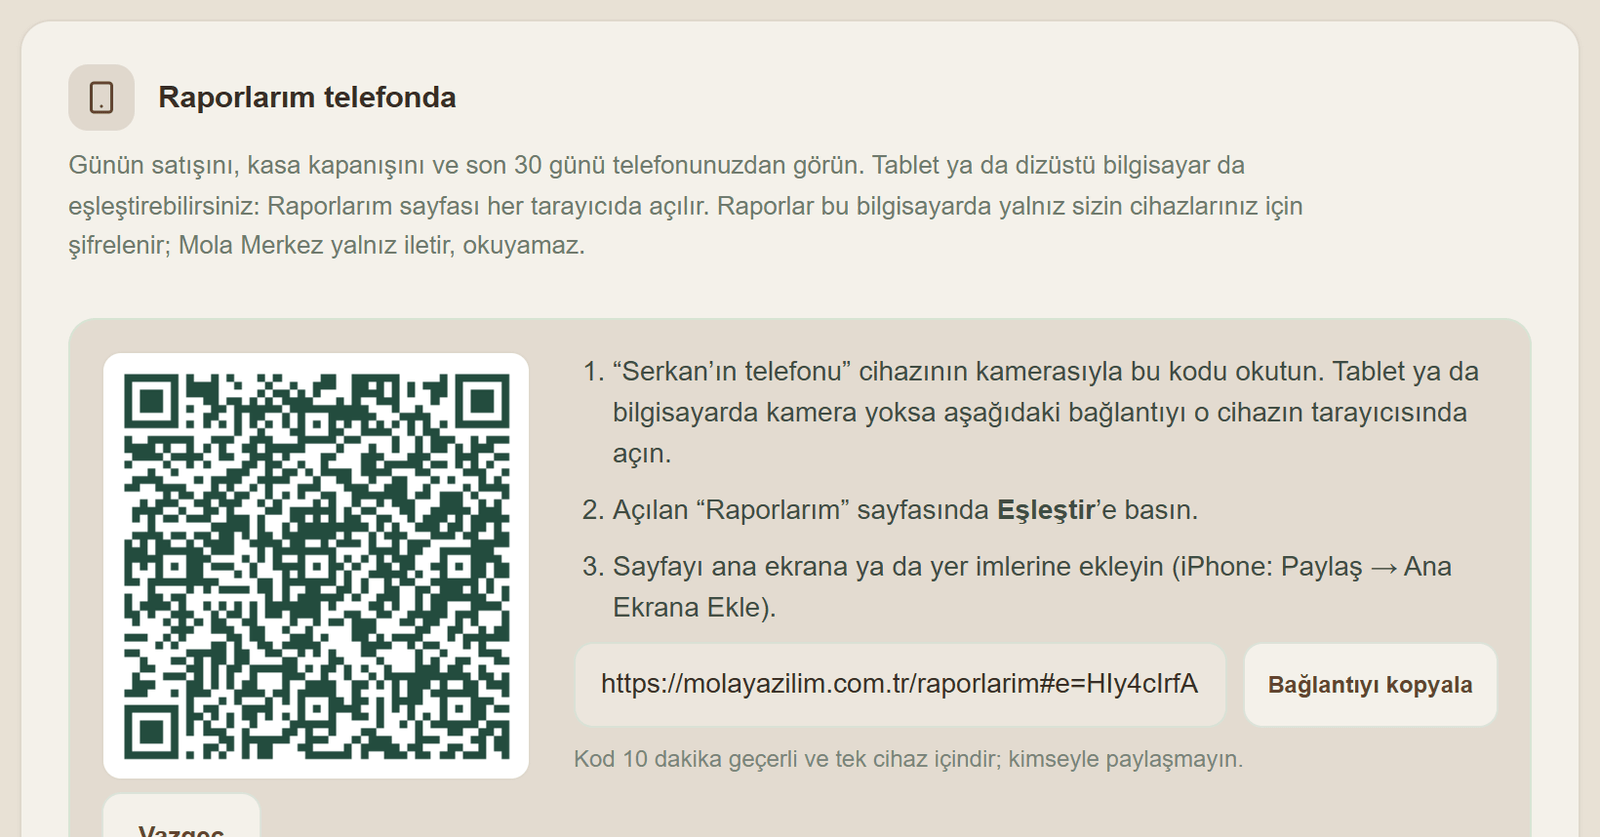 Raporlarım telefonda
Günün satışını, kasa kapanışını ve son 30 günü telefonunuzdan görün. Tablet ya da dizüstü bilgisayar da
eşleştirebilirsiniz: Raporlarım sayfası her tarayıcıda açılır. Raporlar bu bilgisayarda yalnız sizin cihazlarınız için
şifrelenir; Mola Merkez yalnız iletir, okuyamaz.
1. “Serkan’ın telefonu” cihazının kamerasıyla bu kodu okutun. Tablet ya da
bilgisayarda kamera yoksa aşağıdaki bağlantıyı o cihazın tarayıcısında
açın.
2. Açılan “Raporlarım” sayfasında Eşleştir’e basın.
3. Sayfayı ana ekrana ya da yer imlerine ekleyin (iPhone: Paylaş → Ana
Ekrana Ekle).
https://molayazilim.com.tr/raporlarim#e=HIy4cIrfA
Bağlantıyı kopyala
Kod 10 dakika geçerli ve tek cihaz içindir; kimseyle paylaşmayın.
Vazgeç